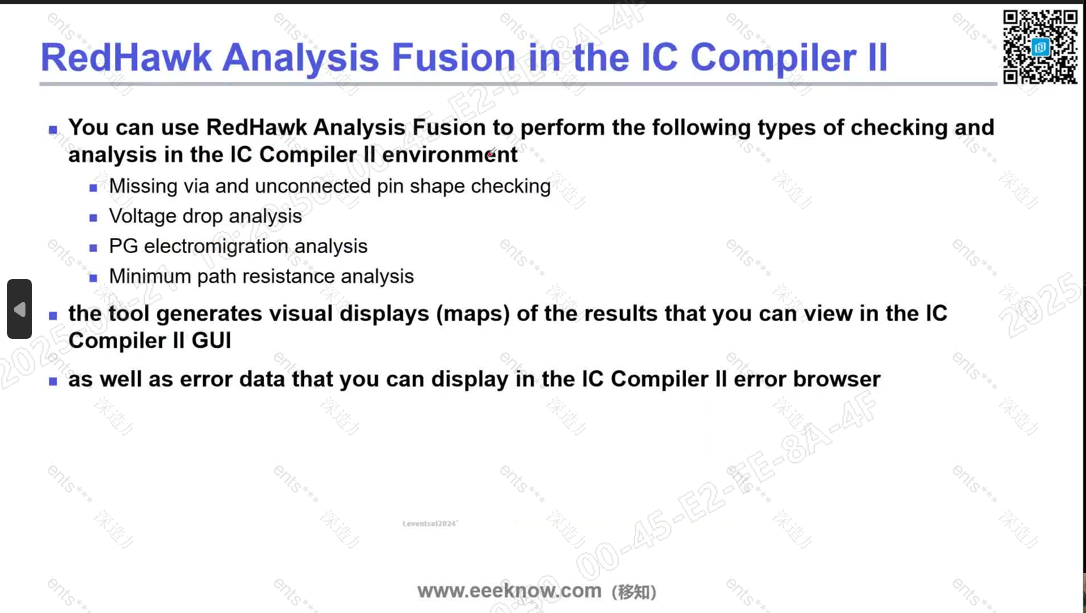 RedHawk Analysis Fusion in the IC Compiler II
You can use RedHawk Analysis Fusion to perform the following types of checking and
analysis in the IC Compiler II environment
Missing via and unconnected pin shape checking
Voltage drop analysis
PG electromigration analysis
Minimum path resistance analysis
the tool generates visual displays (maps) of the results that you can view in the IC
Compiler II GUI
as well as error data that you can display in the IC Compiler II error browser
www.eeeknow.com（移知）